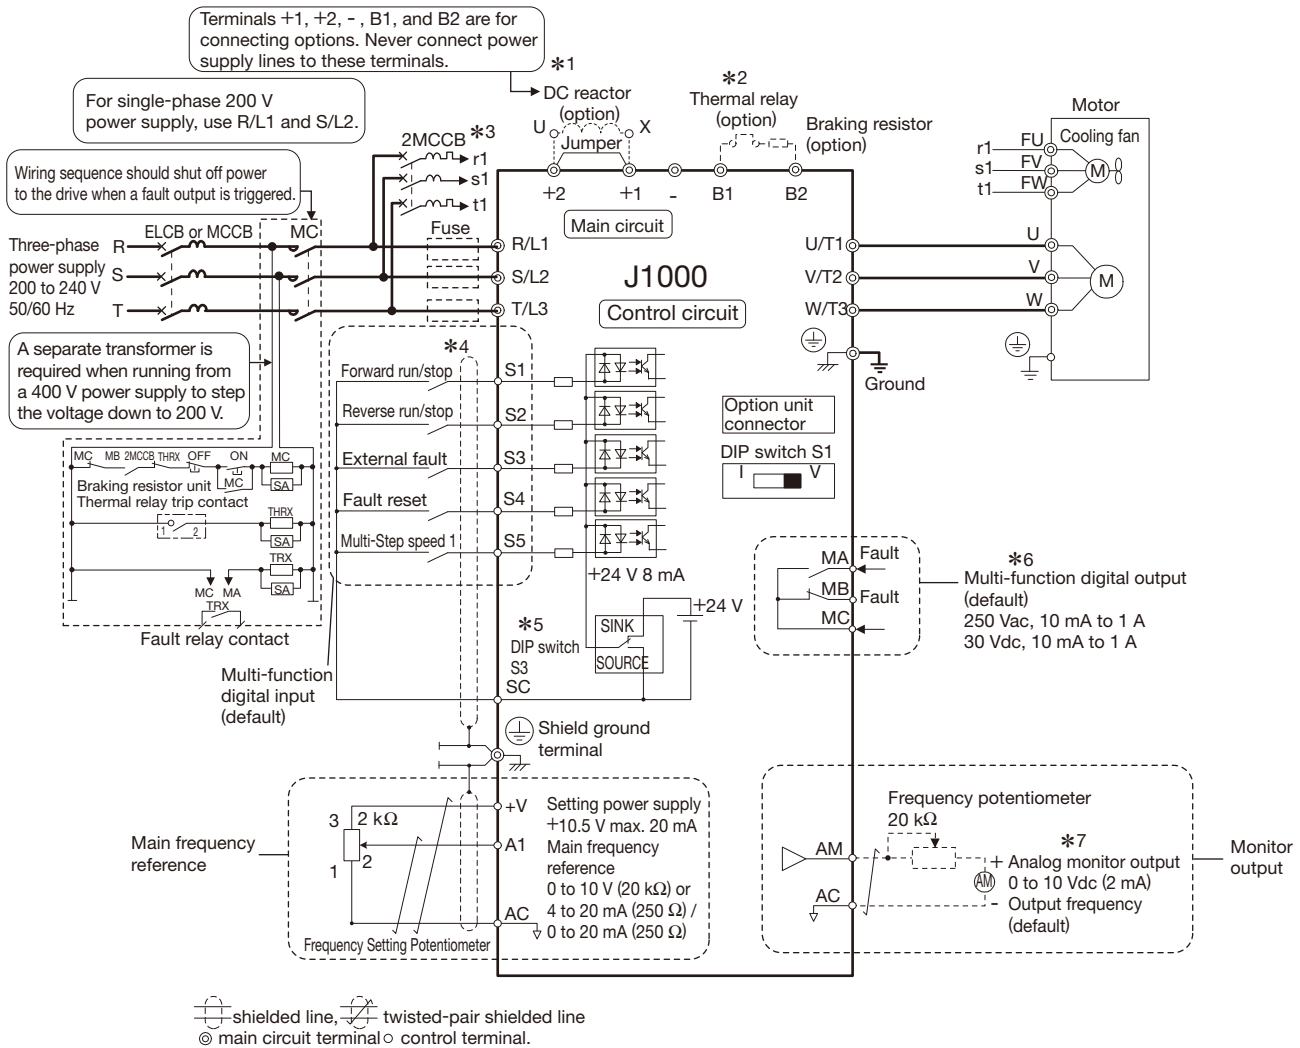 Terminals +1, +2, - , B1, and B2 are for
connecting options. Never connect power
supply lines to these terminals.
For single-phase 200 V
power supply, use R/L1 and S/L2.
Wiring sequence should shut off power
to the drive when a fault output is triggered.
*1
DC reactor
(option)
U
X
Jumper
*2
Thermal relay
(option)
Braking resistor
(option)
2MCCB
*3
r1
s1
t1
+2
+1
-
B1
B2
Main circuit
Motor
Cooling fan
r1
FU
s1
FV
t1
FW
M
Three-phase
power supply
200 to 240 V
50/60 Hz
R
S
T
ELCB or MCCB
MC
Fuse
R/L1
S/L2
T/L3
J1000
Control circuit
U/T1
V/T2
W/T3
U
V
W
M
Ground
A separate transformer is
required when running from
a 400 V power supply to step
the voltage down to 200 V.
*4
Forward run/stop
S1
Reverse run/stop
S2
External fault
S3
Fault reset
S4
Multi-Step speed 1
S5
+24 V 8 mA
Option unit
connector
DIP switch S1
I
V
MC
MB
2MCCB
THRX
OFF
ON
MC
MC
SA
Braking resistor unit
Thermal relay trip contact
1
2
THRX
SA
TRX
SA
MC
MA
TRX
Fault relay contact
Multi-function
digital input
(default)
*5
DIP switch
S3
SC
SINK
SOURCE
+24 V
MA
Fault
MB
Fault
MC
*6
Multi-function digital output
(default)
250 Vac, 10 mA to 1 A
30 Vdc, 10 mA to 1 A
Shield ground
terminal
Main frequency
reference
3
2 kΩ
2
1
Frequency Setting Potentiometer
+V
A1
AC
Setting power supply
+10.5 V max. 20 mA
Main frequency
reference
0 to 10 V (20 kΩ) or
4 to 20 mA (250 Ω) /
0 to 20 mA (250 Ω)
AM
AC
Frequency potentiometer
20 kΩ
*7
+
AM
-
Analog monitor output
0 to 10 Vdc (2 mA)
Output frequency
(default)
Monitor
output
shielded line,
twisted-pair shielded line
main circuit terminal
control terminal.